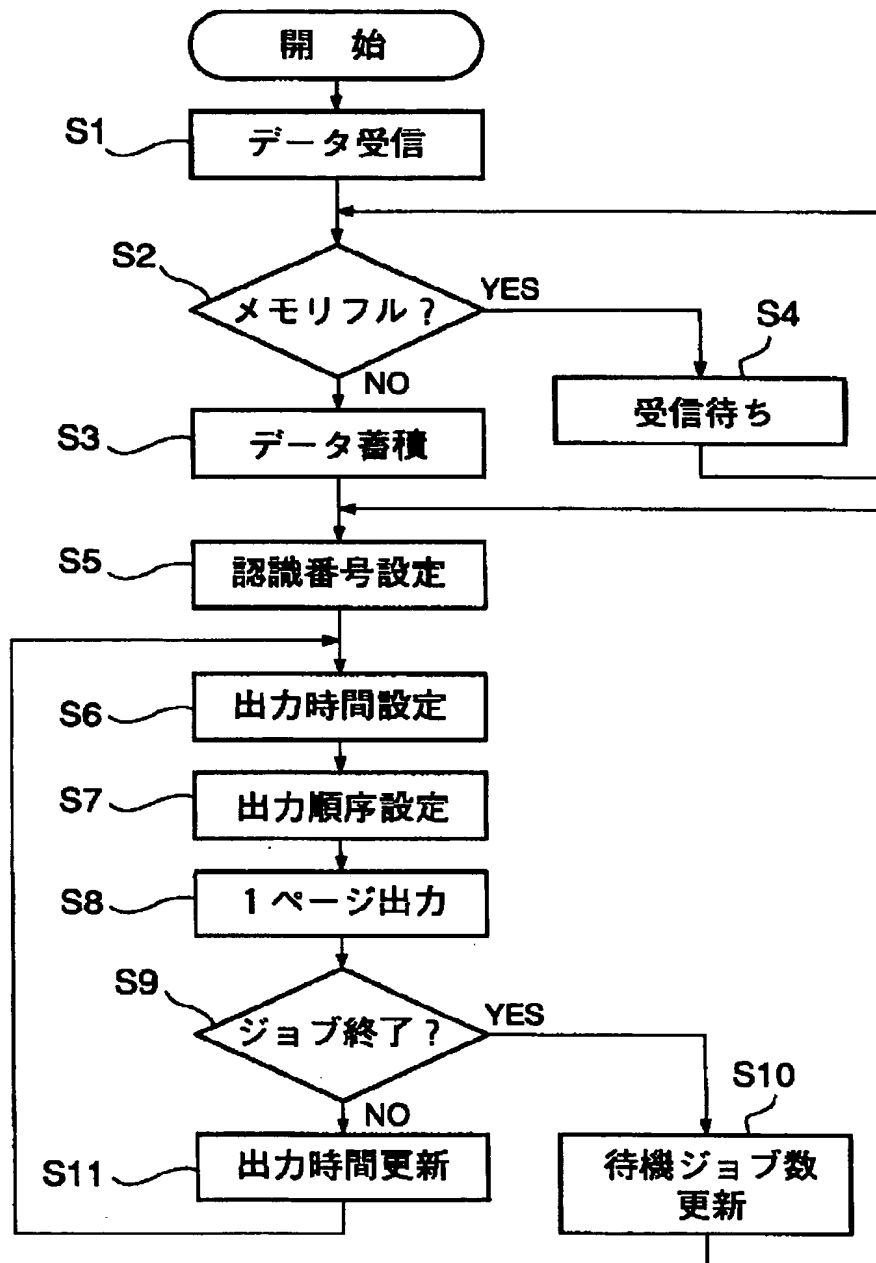 開 始
S1
データ受信
S2
メモリフル？
YES
NO
S4
受信待ち
S3
データ蓄積
S5
認識番号設定
S6
出力時間設定
S7
出力順序設定
S8
1ページ出力
S9
ジョブ終了？
YES
NO
S10
待機ジョブ数
更新
S11
出力時間更新